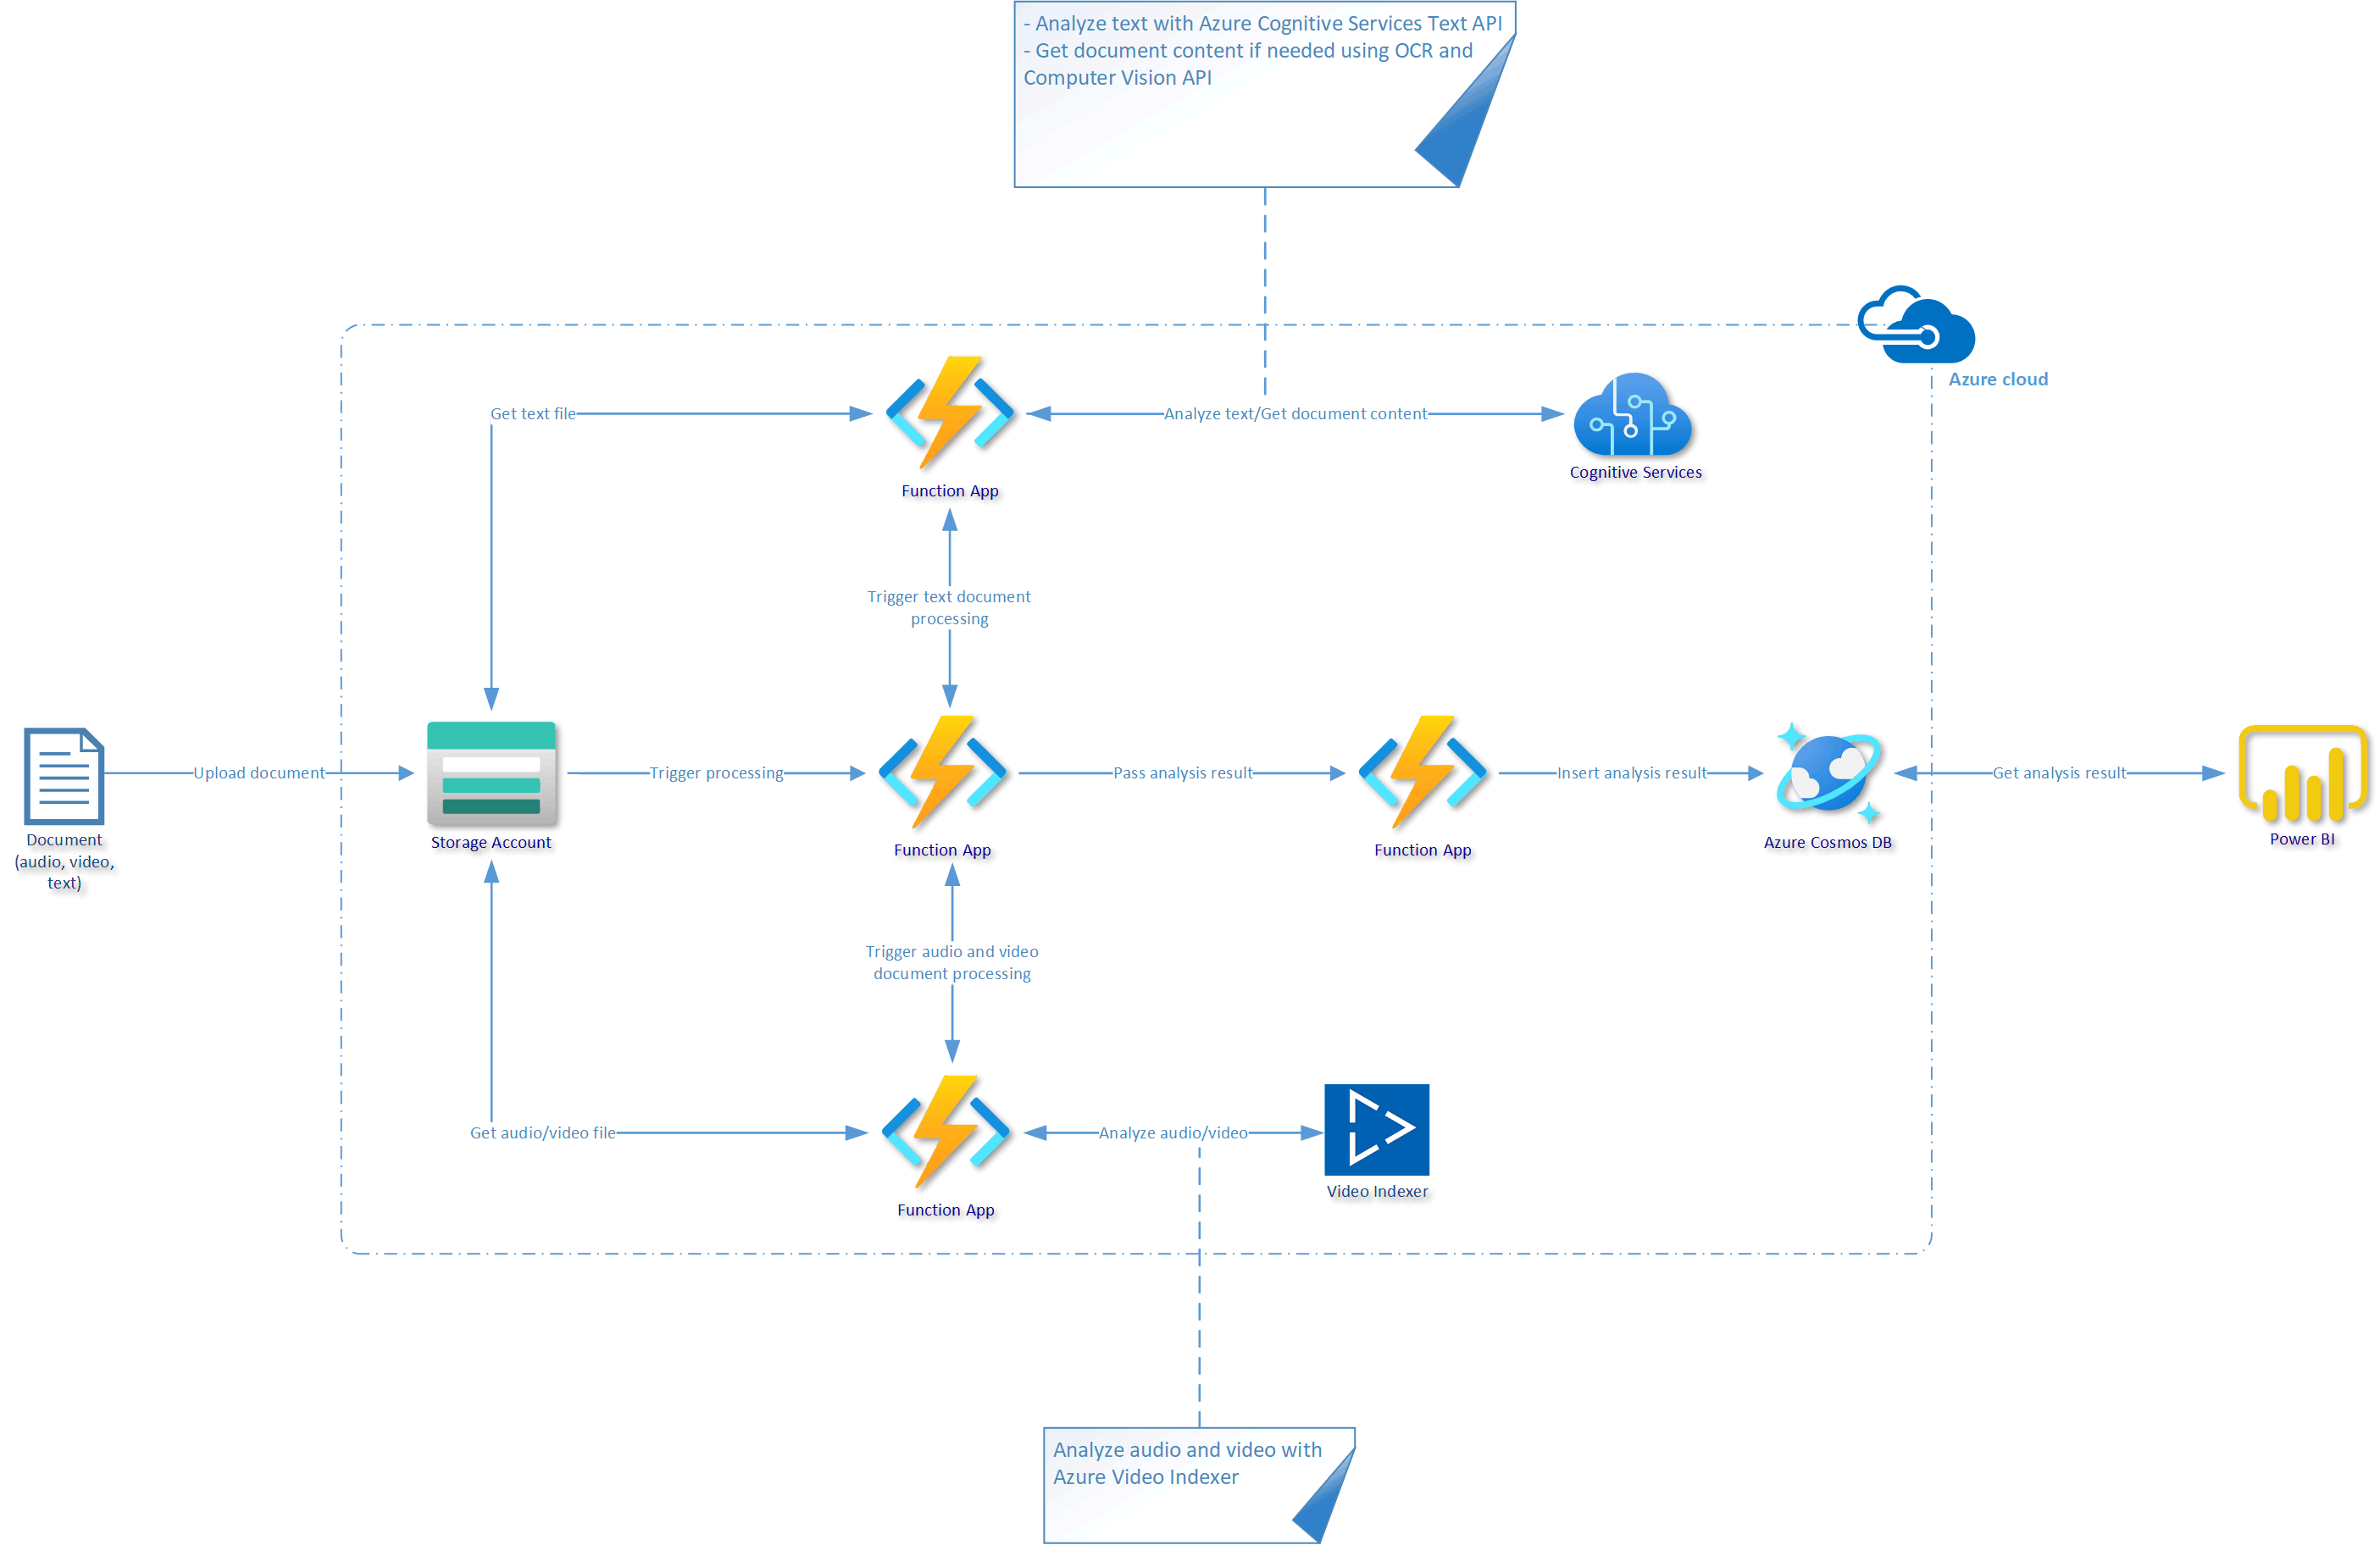 - Analyze text with Azure Cognitive Services Text API
- Get document content if needed using OCR and
Computer Vision API
Azure cloud
Get text file
Analyze text/Get document content
Cognitive Services
Function App
Trigger text document
processing
Upload document
Trigger processing
Pass analysis result
Insert analysis result
Get analysis result
Document
(audio, video,
text)
Storage Account
Function App
Function App
Azure Cosmos DB
Power BI
Trigger audio and video
document processing
Get audio/video file
Analyze audio/video
Video Indexer
Function App
Analyze audio and video with
Azure Video Indexer